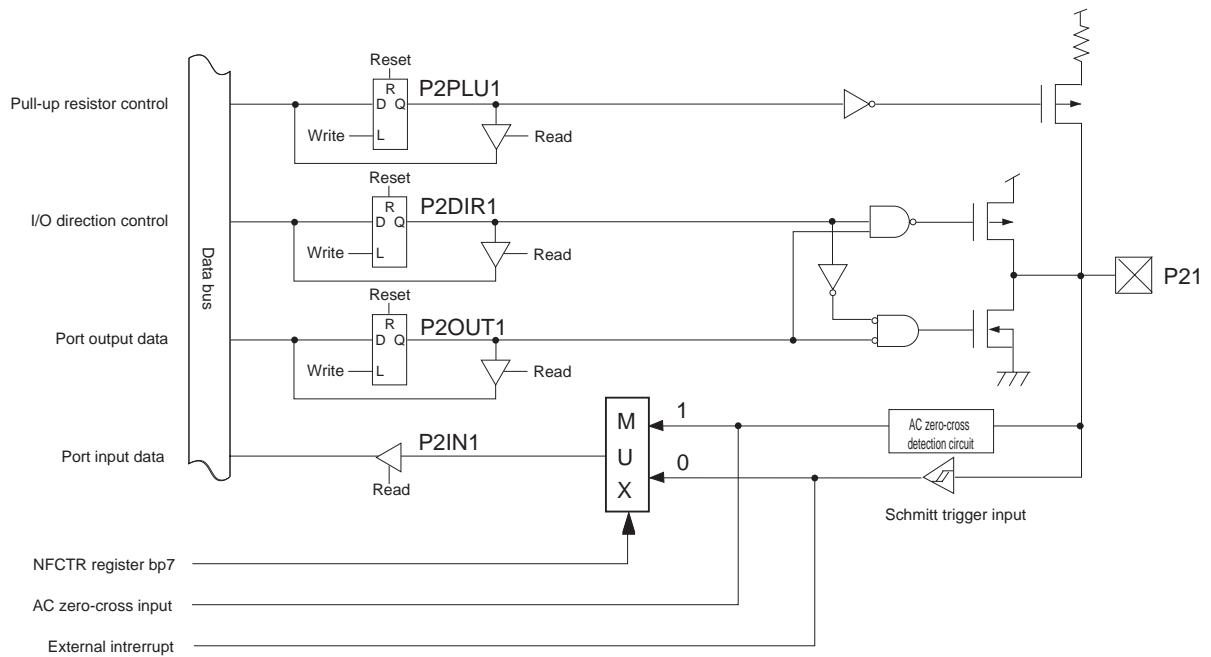 Reset
Pull-up resistor control
R
D Q
P2PLU1
Write
L
Read
Reset
I/O direction control
R
D Q
P2DIR1
Write
L
Read
Data bus
P21
Reset
Port output data
R
D Q
P2OUT1
Write
L
Read
M
U
X
1
AC zero-cross
detection circuit
Port input data
P2IN1
0
Read
Schmitt trigger input
NFCTR register bp7
AC zero-cross input
External intrerrupt